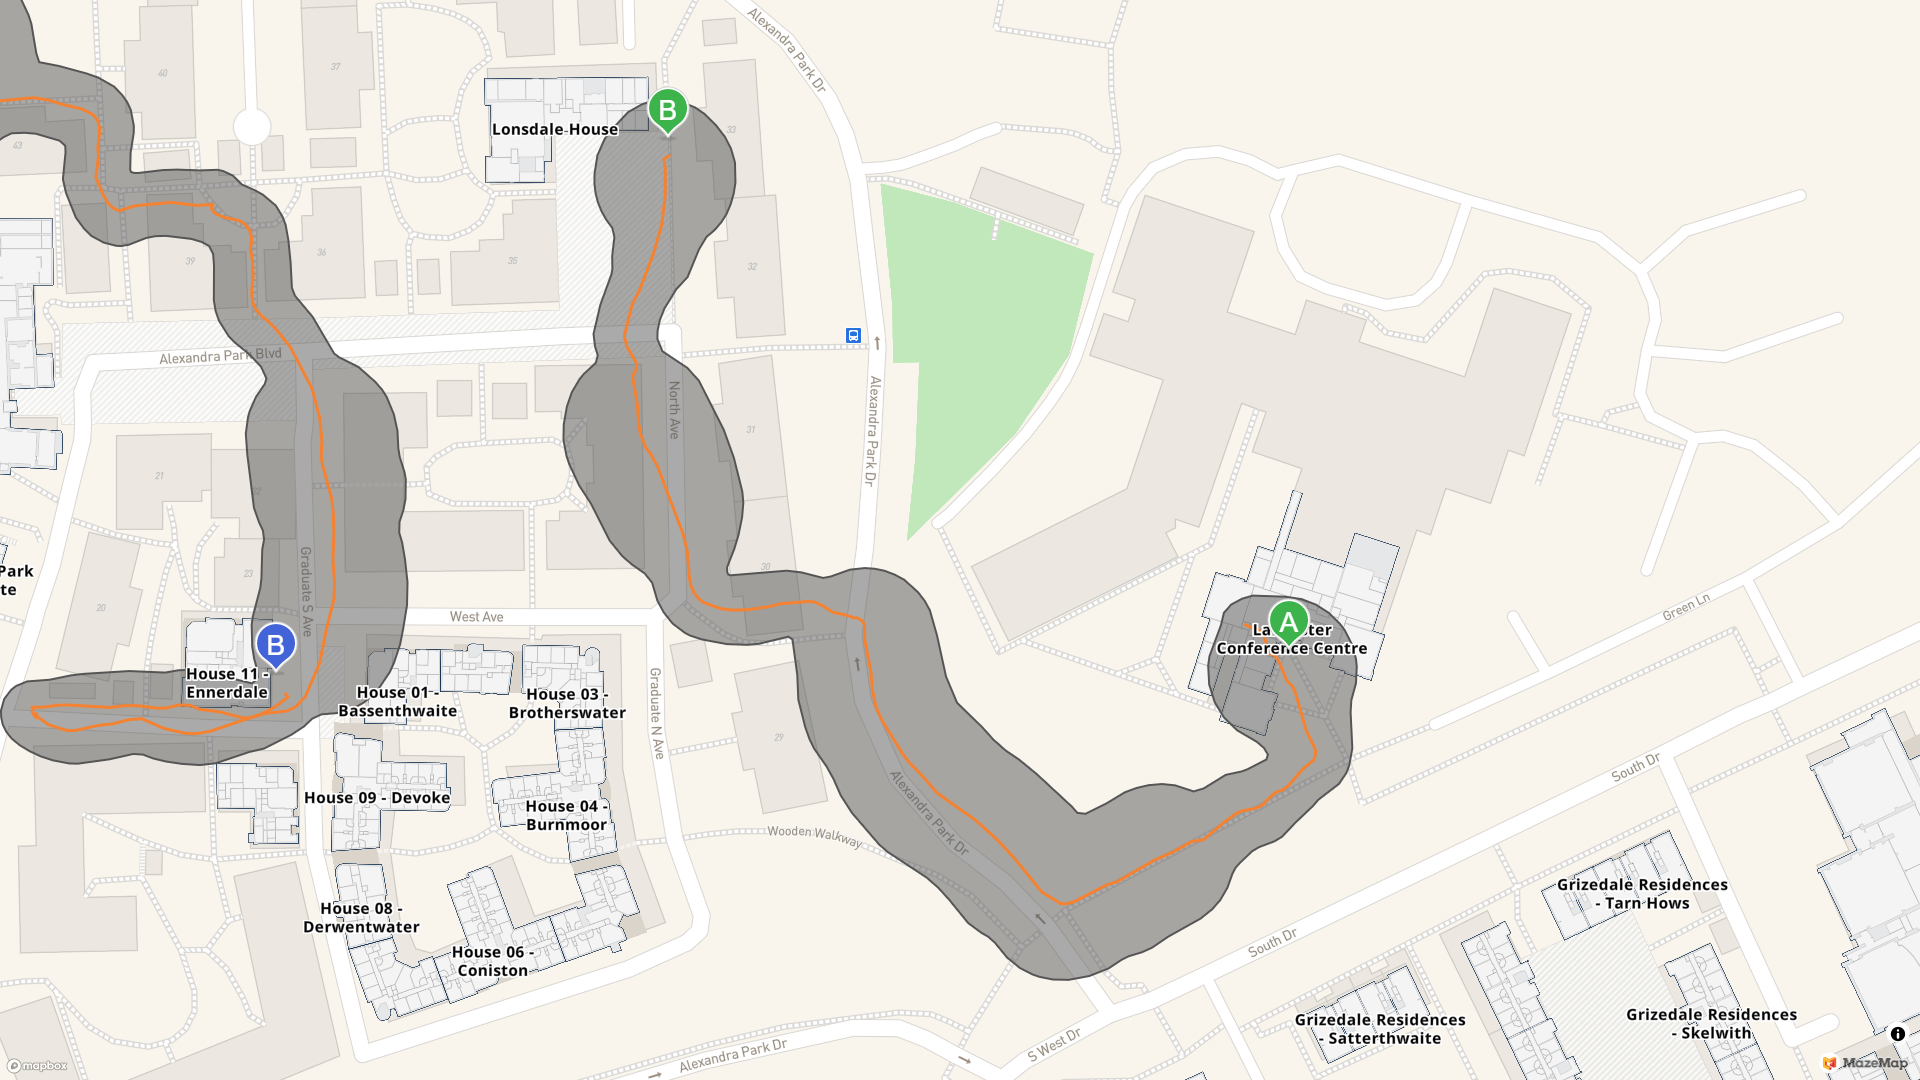 Alexandra Park Dr
40
37
B
33
Lonsdale House
43
39
36
35
32
Alexandra Park Blvd
North Ave
Alexandra Park Dr
31
21
22
Graduate S Ave
30
23
Park
te
20
West Ave
Green Ln
A
Lancaster
Conference Centre
B
House 11 -
Ennerdale
House 01 -
Bassenthwaite
House 03 -
Brotherswater
Graduate N Ave
29
South Dr
House 09 - Devoke
House 04 -
Burnmoor
Alexandra Park Dr
Wooden Walkway
House 08 -
Derwentwater
House 06 -
Coniston
South Dr
Grizedale Residences
- Tarn Hows
Grizedale Residences
- Satterthwaite
Grizedale Residences
- Skelwith
S West Dr
Alexandra Park Dr
mapbox
MazeMap